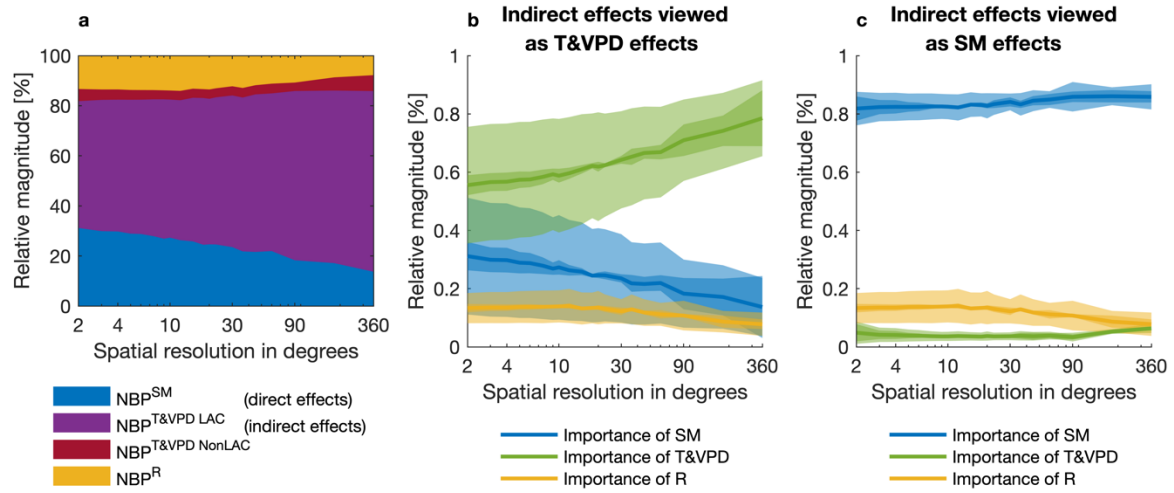 a
Relative magnitude [%]
100
80
60
40
20
0
2 4 10 30 90 360
Spatial resolution in degrees
NBP^SM (direct effects)
NBP^T&VPD LAC (indirect effects)
NBP^T&VPD NonLAC
NBP^R
b
Indirect effects viewed
as T&VPD effects
Relative magnitude [%]
1
0.8
0.6
0.4
0.2
0
2 4 10 30 90 360
Spatial resolution in degrees
Importance of SM
Importance of T&VPD
Importance of R
c
Indirect effects viewed
as SM effects
Relative magnitude [%]
1
0.8
0.6
0.4
0.2
0
2 4 10 30 90 360
Spatial resolution in degrees
Importance of SM
Importance of T&VPD
Importance of R